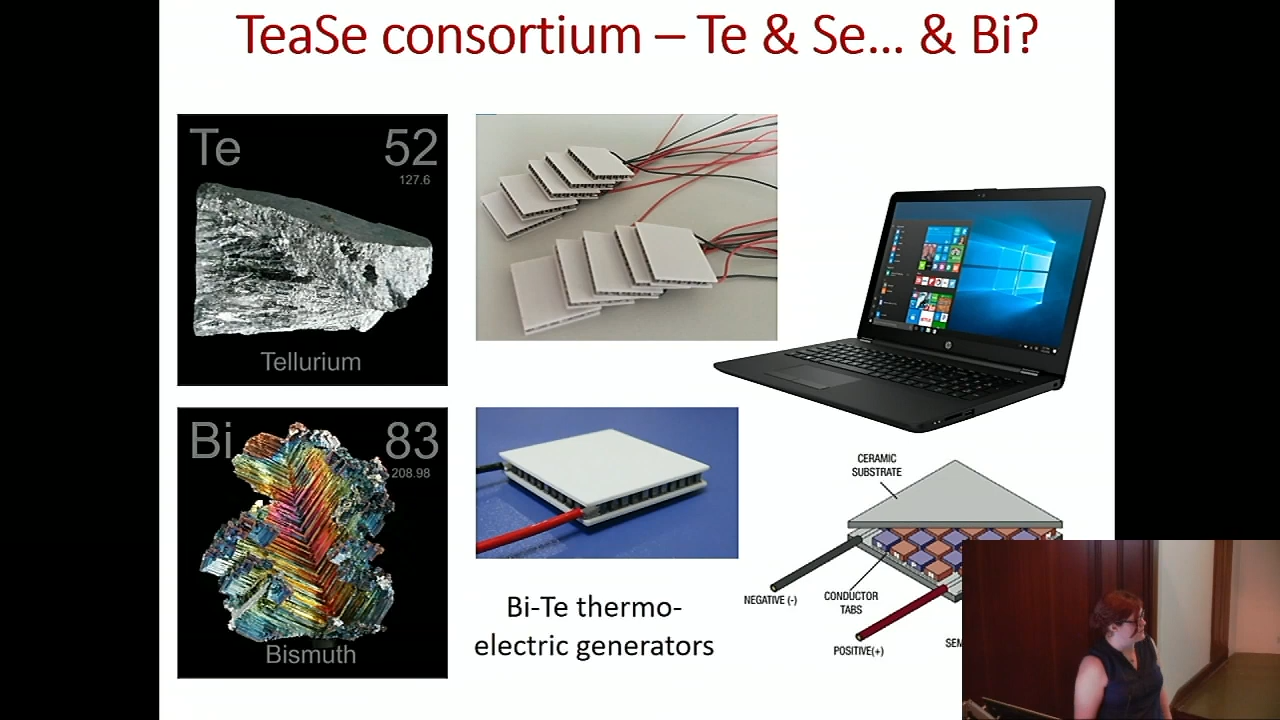 TeaSe consortium – Te & Se... & Bi?
Te 52
127.6
Tellurium
Bi 83
208.98
Bismuth
Bi-Te thermo-
electric generators
CERAMIC
SUBSTRATE
NEGATIVE (-)
CONDUCTOR
TABS
POSITIVE(+)
SEM